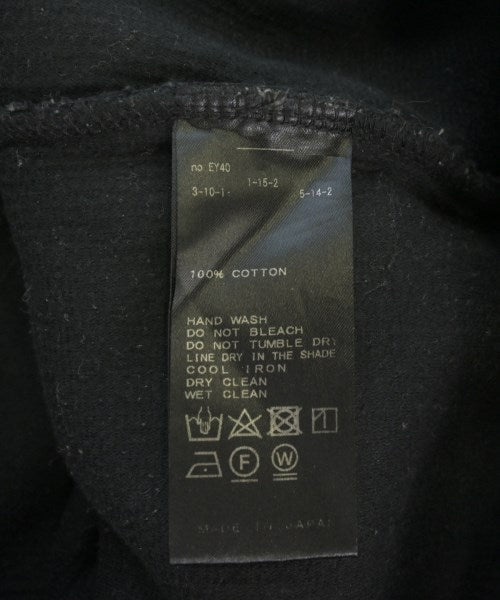 no EY40
3-10-1- 1-15-2 5-14-2
100% COTTON
HAND WASH
DO NOT BLEACH
DO NOT TUMBLE DRY
LINE DRY IN THE SHADE
COOL IRON
DRY CLEAN
WET CLEAN
F W
MADE IN JAPAN